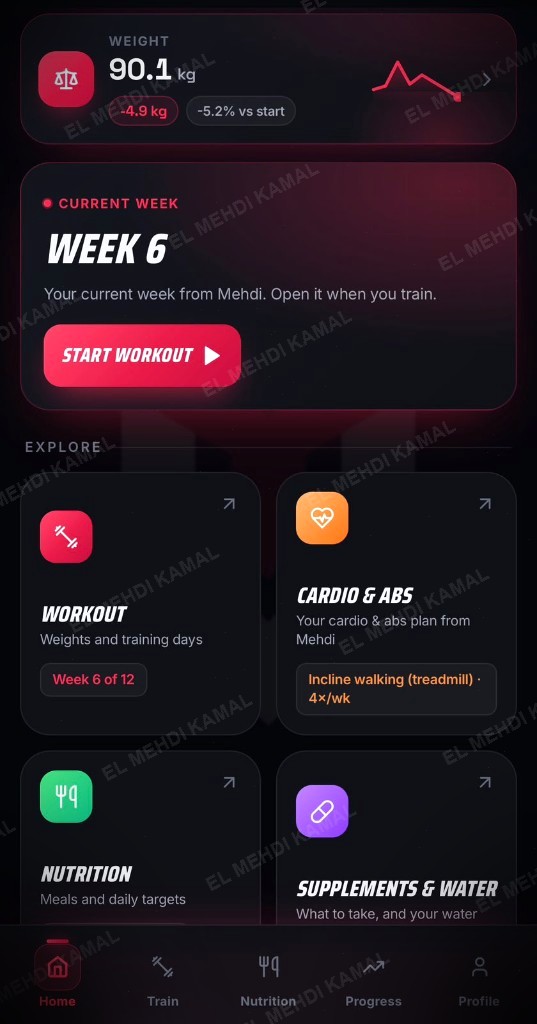 WEIGHT
90.1 kg
-4.9 kg
-5.2% vs start
CURRENT WEEK
WEEK 6
Your current week from Mehdi. Open it when you train.
START WORKOUT
EXPLORE
WORKOUT
Weights and training days
Week 6 of 12
CARDIO & ABS
Your cardio & abs plan from
Mehdi
Incline walking (treadmill) ·
4×/wk
NUTRITION
Meals and daily targets
SUPPLEMENTS & WATER
What to take, and your water
Home
Train
Nutrition
Progress
Profile
EL MEHDI KAMAL